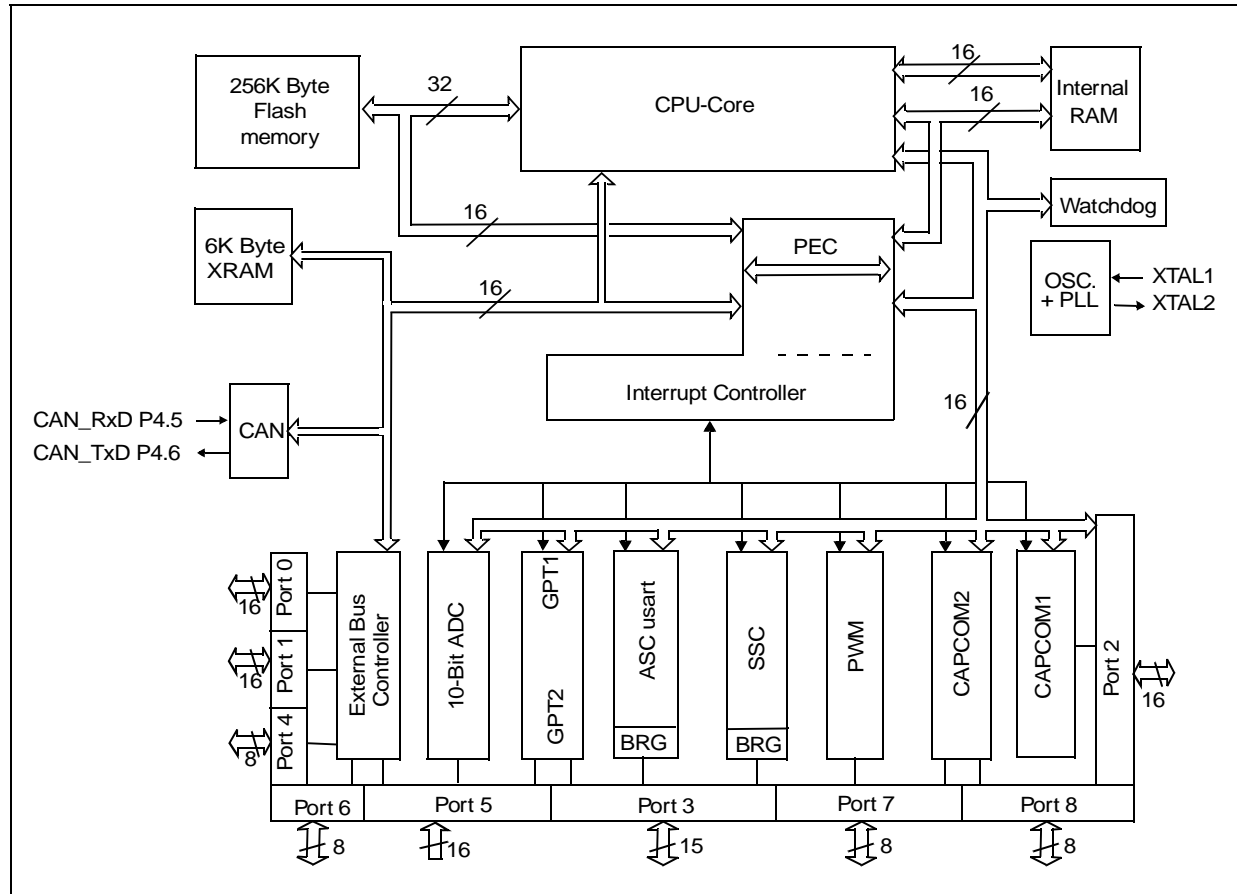 256K Byte
Flash
memory
32
CPU-Core
16
16
Internal
RAM
Watchdog
6K Byte
XRAM
16
PEC
16
OSC.
+ PLL
XTAL1
XTAL2
Interrupt Controller
16
CAN_RxD P4.5
CAN_TxD P4.6
CAN
Port 0
16
Port 1
16
Port 4
8
External Bus
Controller
10-Bit ADC
GPT1
GPT2
ASC usart
BRG
SSC
BRG
PWM
CAPCOM2
CAPCOM1
Port 2
16
Port 6
Port 5
Port 3
Port 7
Port 8
8
16
15
8
8